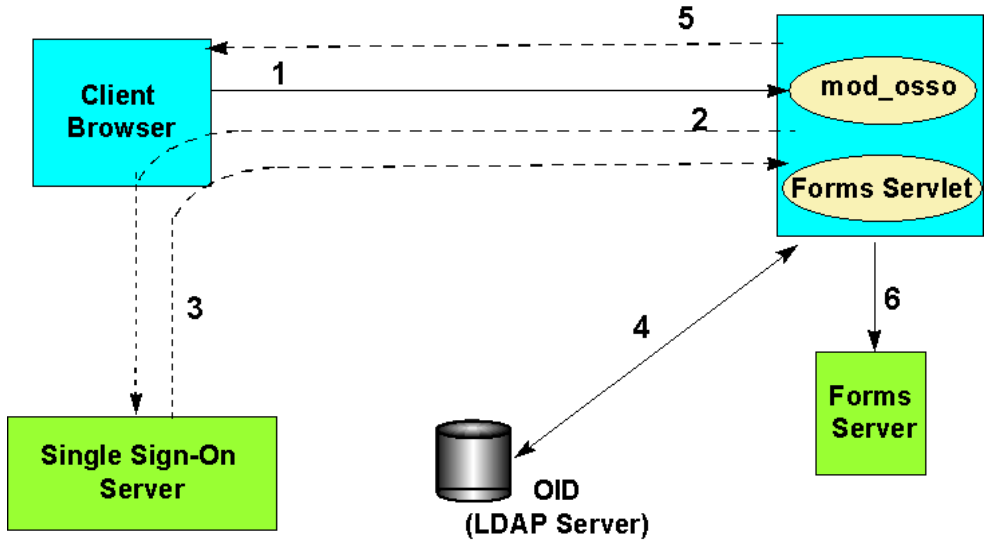 5
1
Client
Browser
mod_osso
2
Forms Servlet
3
6
4
Forms
Server
Single Sign-On
Server
OID
(LDAP Server)